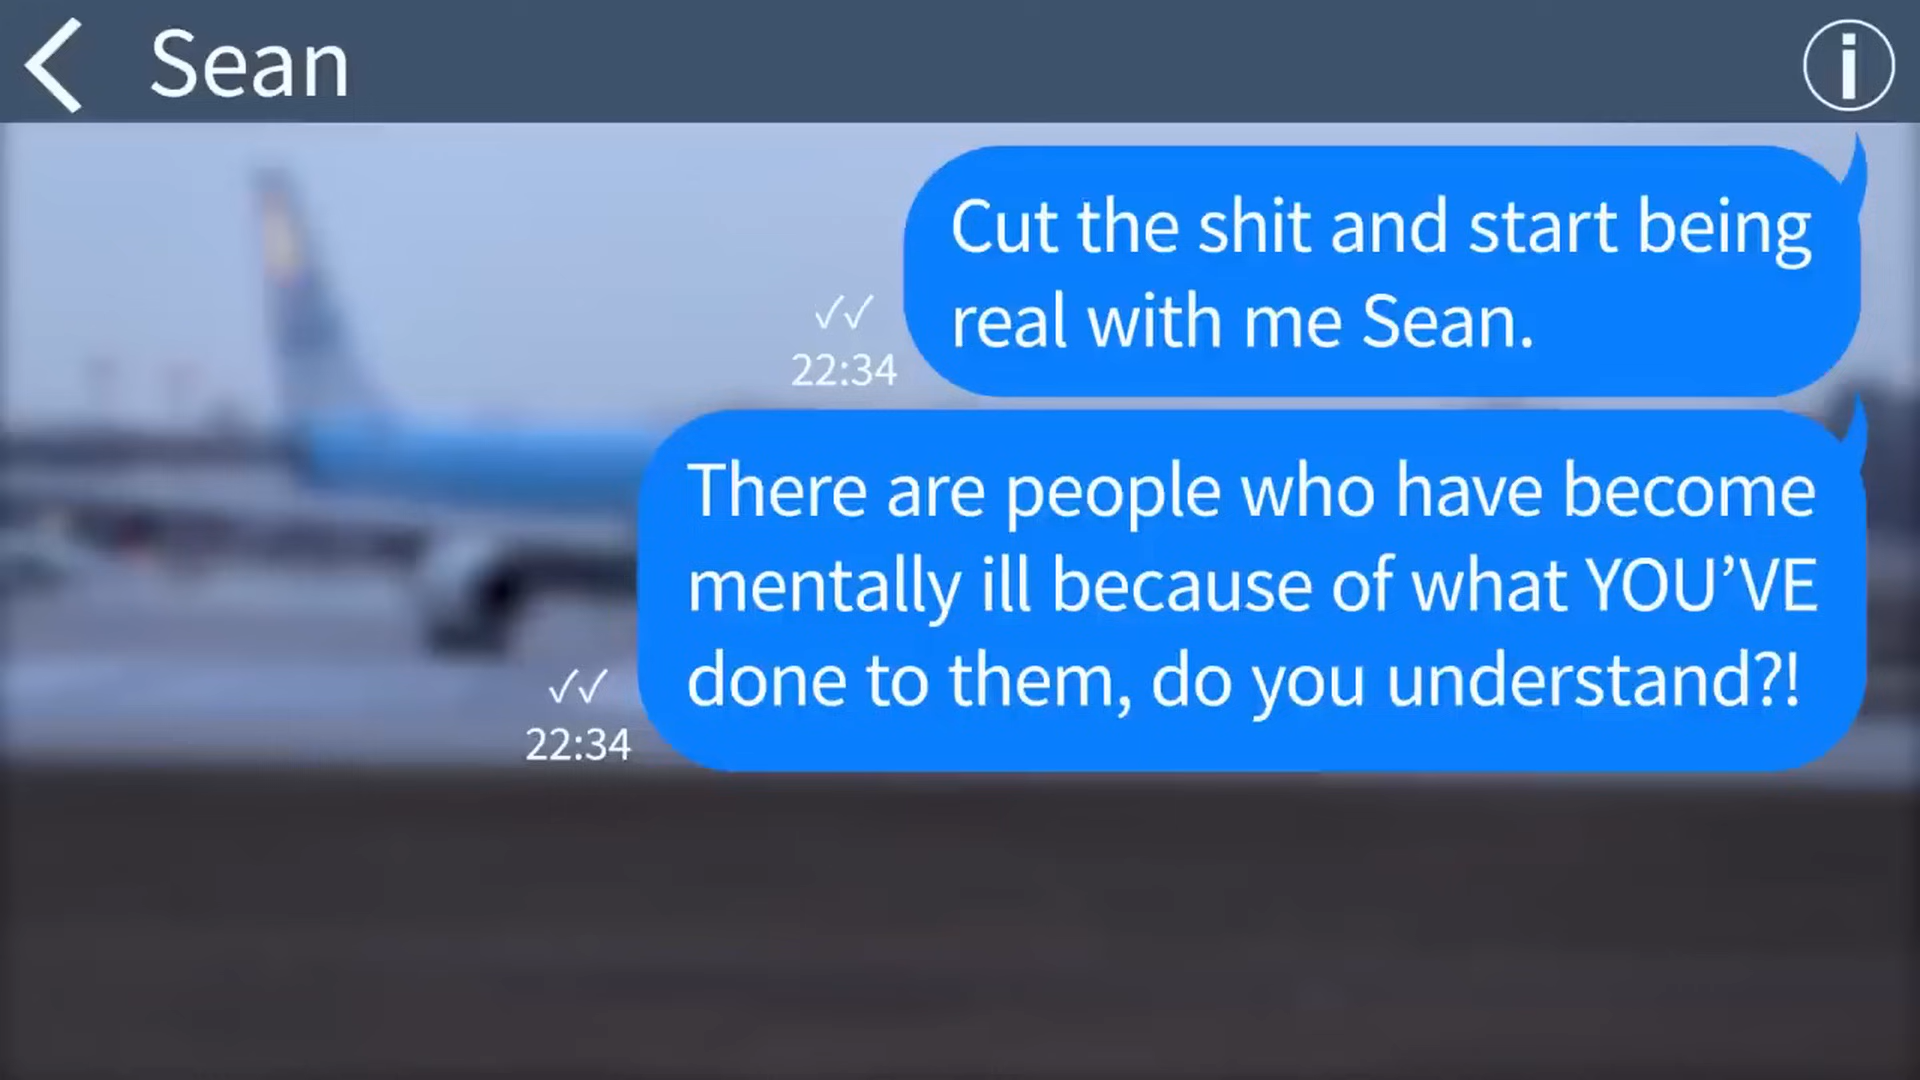 Sean
Cut the shit and start being
real with me Sean.
22:34
There are people who have become
mentally ill because of what YOU’VE
done to them, do you understand?!
22:34